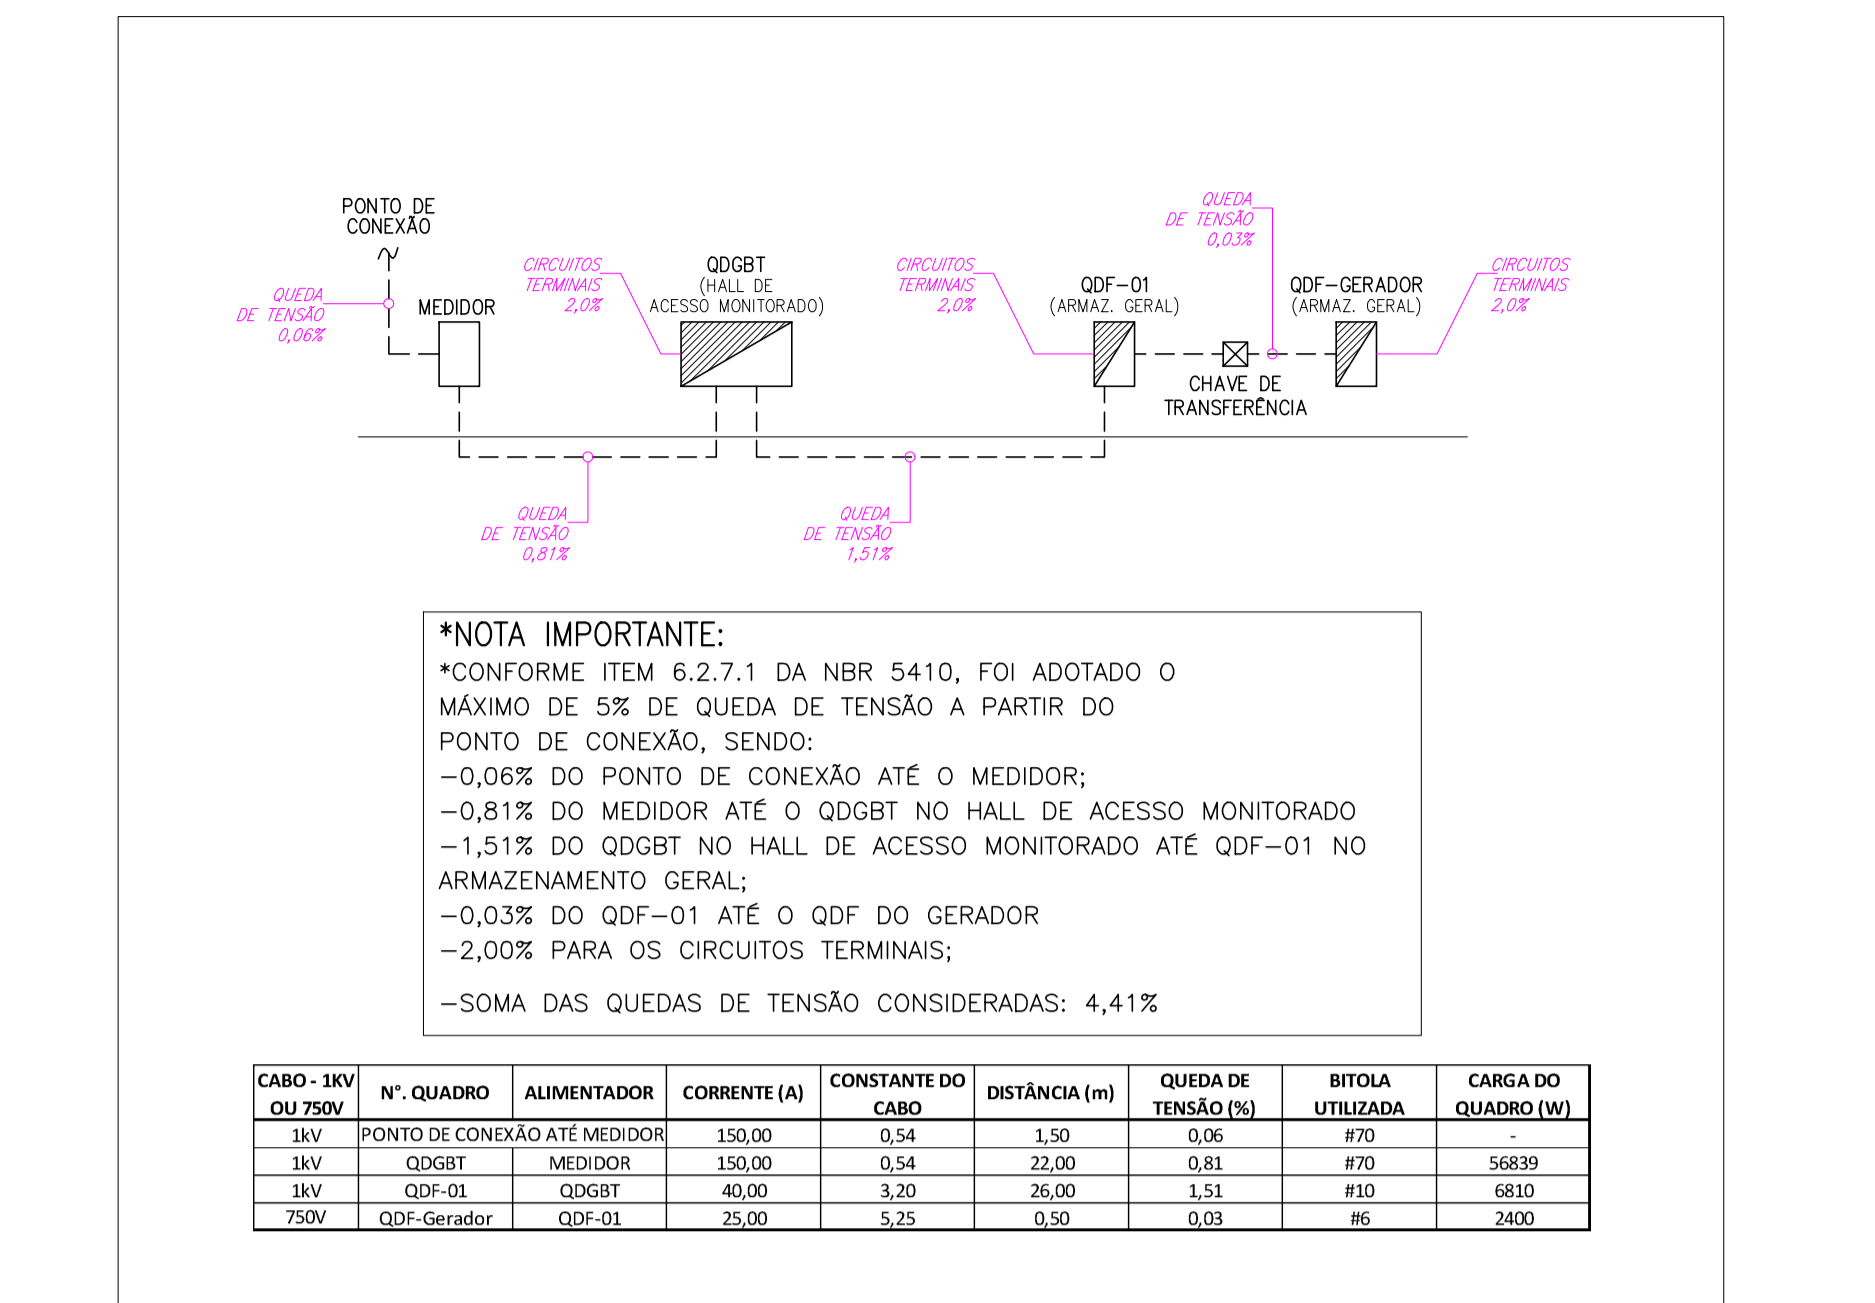 PONTO DE
CONEXÃO
QUEDA
DE TENSÃO
0,06%
MEDIDOR
CIRCUITOS
TERMINAIS
2,0%
QDGBT
(HALL DE
ACESSO MONITORADO)
CIRCUITOS
TERMINAIS
2,0%
QDF-01
(ARMAZ. GERAL)
QUEDA
DE TENSÃO
0,03%
CHAVE DE
TRANSFERÊNCIA
QDF-GERADOR
(ARMAZ. GERAL)
CIRCUITOS
TERMINAIS
2,0%
QUEDA
DE TENSÃO
0,81%
QUEDA
DE TENSÃO
1,51%
*NOTA IMPORTANTE:
*CONFORME ITEM 6.2.7.1 DA NBR 5410, FOI ADOTADO O
MÁXIMO DE 5% DE QUEDA DE TENSÃO A PARTIR DO
PONTO DE CONEXÃO, SENDO:
-0,06% DO PONTO DE CONEXÃO ATÉ O MEDIDOR;
-0,81% DO MEDIDOR ATÉ O QDGBT NO HALL DE ACESSO MONITORADO
-1,51% DO QDGBT NO HALL DE ACESSO MONITORADO ATÉ QDF-01 NO
ARMAZENAMENTO GERAL;
-0,03% DO QDF-01 ATÉ O QDF DO GERADOR
-2,00% PARA OS CIRCUITOS TERMINAIS;
-SOMA DAS QUEDAS DE TENSÃO CONSIDERADAS: 4,41%
CABO - 1KV OU 750V N°. QUADRO ALIMENTADOR CORRENTE (A) CONSTANTE DO CABO DISTÂNCIA (m) QUEDA DE TENSÃO (%) BITOLA UTILIZADA CARGA DO QUADRO (W)
1kV PONTO DE CONEXÃO ATÉ MEDIDOR 150,00 0,54 1,50 0,06 #70 -
1kV QDGBT MEDIDOR 150,00 0,54 22,00 0,81 #70 56839
1kV QDF-01 QDGBT 40,00 3,20 26,00 1,51 #10 6810
750V QDF-Gerador QDF-01 25,00 5,25 0,50 0,03 #6 2400